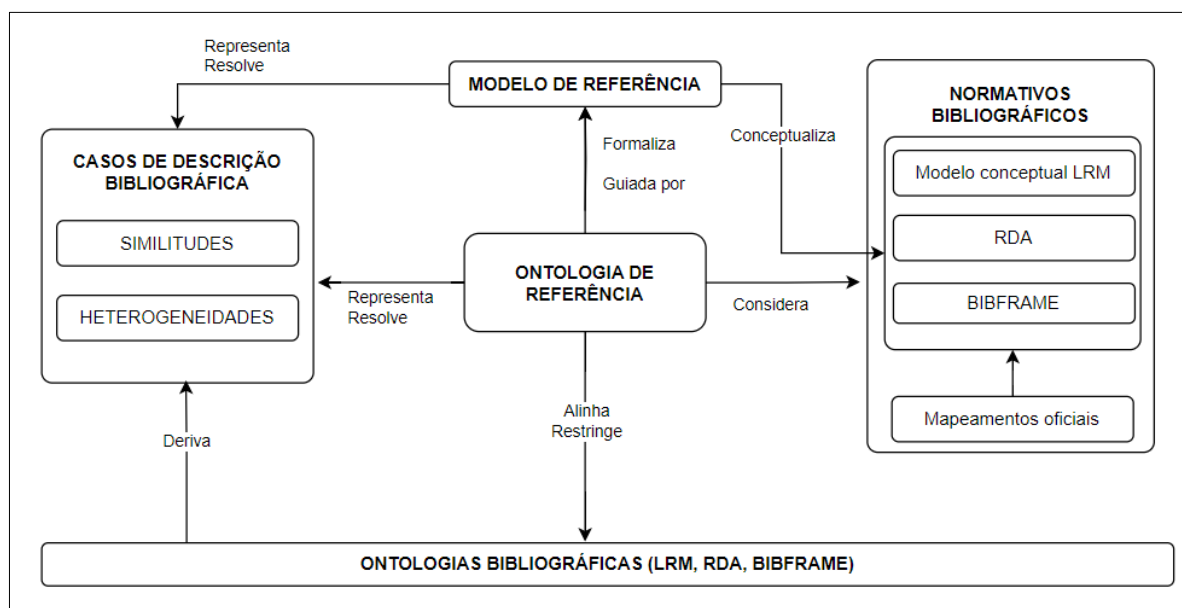 Representa
Resolve
MODELO DE REFERÊNCIA
NORMATIVOS
BIBLIOGRÁFICOS
Conceptualiza
Formaliza
Guiada por
CASOS DE DESCRIÇÃO
BIBLIOGRÁFICA
SIMILITUDES
HETEROGENEIDADES
Modelo conceptual LRM
RDA
BIBFRAME
Mapeamentos oficiais
ONTOLOGIA DE
REFERÊNCIA
Representa
Resolve
Considera
Alinha
Restringe
Deriva
ONTOLOGIAS BIBLIOGRÁFICAS (LRM, RDA, BIBFRAME)